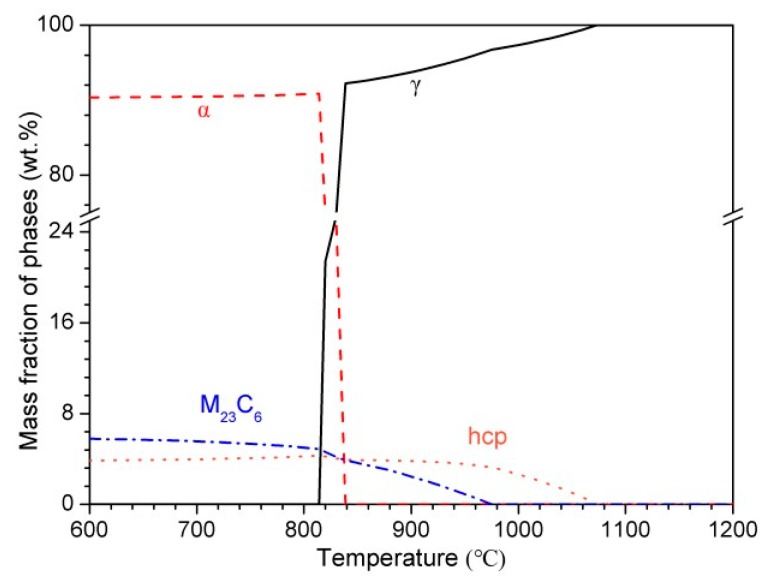 Mass fraction of phases (wt.%)
100
80
24
16
8
0
α
γ
M₂₃C₆
hcp
600 700 800 900 1000 1100 1200
Temperature (℃)